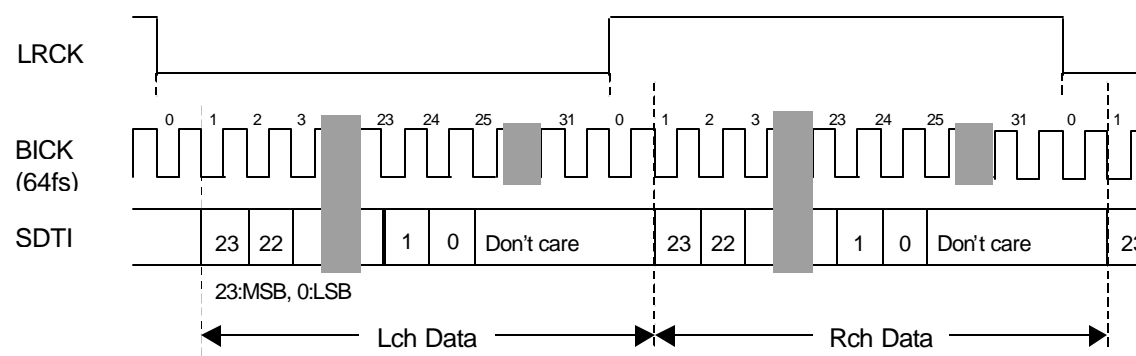 LRCK
0 1 2 3 23 24 25 31 0 1 2 3 23 24 25 31 0 1
BICK
(64fs)
SDTI
23 22 1 0 Don't care 23 22 1 0 Don't care 23
23:MSB, 0:LSB
Lch Data Rch Data